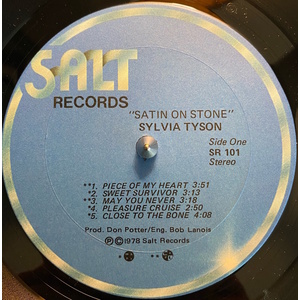 SALT
RECORDS
"SATIN ON STONE"
SYLVIA TYSON
Side One
SR 101
Stereo
**1. PIECE OF MY HEART 3:51
*2. SWEET SURVIVOR 3:13
**3. MAY YOU NEVER 3:18
*4. PLEASURE CRUISE 2:50
*5. CLOSE TO THE BONE 4:08
Prod. Don Potter/Eng. Bob Lanois
Ⓟ©1978 Salt Records